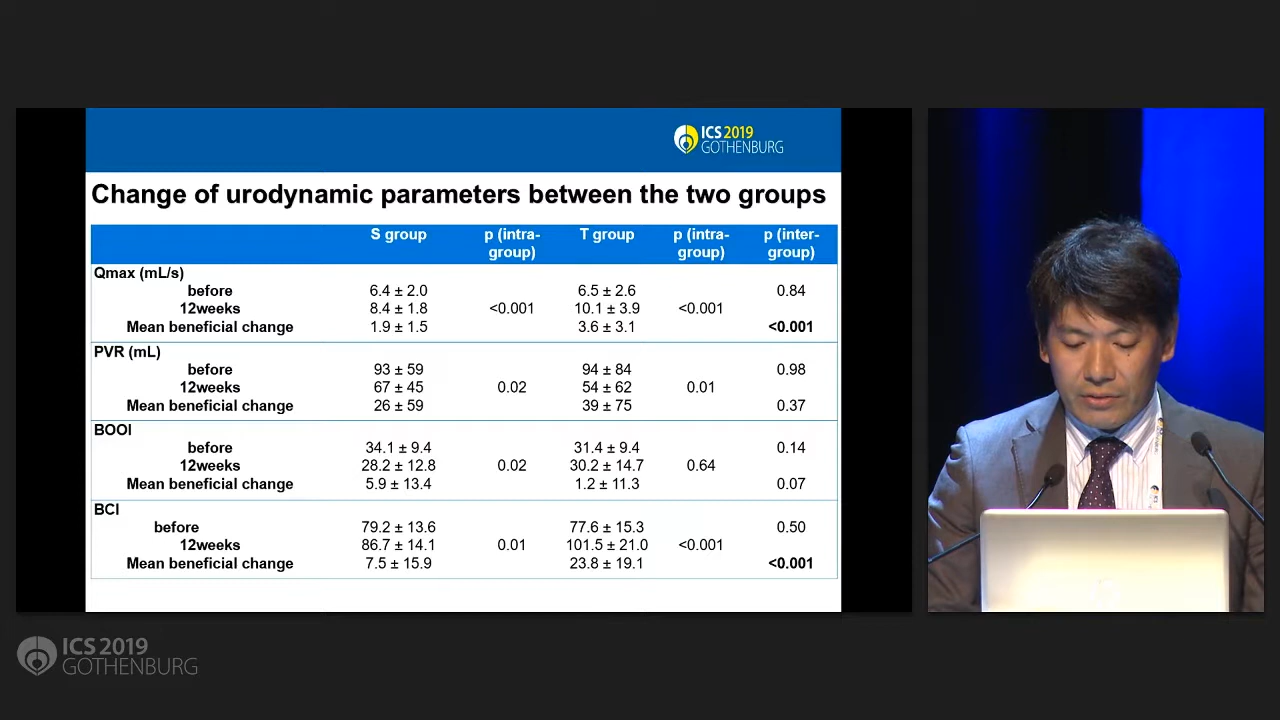 ICS 2019
GOTHENBURG
Change of urodynamic parameters between the two groups
S group p (intra-group) T group p (intra-group) p (inter-group)
Qmax (mL/s)
before 6.4 ± 2.0 6.5 ± 2.6 0.84
12weeks 8.4 ± 1.8 <0.001 10.1 ± 3.9 <0.001
Mean beneficial change 1.9 ± 1.5 3.6 ± 3.1 <0.001
PVR (mL)
before 93 ± 59 94 ± 84 0.98
12weeks 67 ± 45 0.02 54 ± 62 0.01
Mean beneficial change 26 ± 59 39 ± 75 0.37
BOOI
before 34.1 ± 9.4 31.4 ± 9.4 0.14
12weeks 28.2 ± 12.8 0.02 30.2 ± 14.7 0.64
Mean beneficial change 5.9 ± 13.4 1.2 ± 11.3 0.07
BCI
before 79.2 ± 13.6 77.6 ± 15.3 0.50
12weeks 86.7 ± 14.1 0.01 101.5 ± 21.0 <0.001
Mean beneficial change 7.5 ± 15.9 23.8 ± 19.1 <0.001
ICS 2019
GOTHENBURG